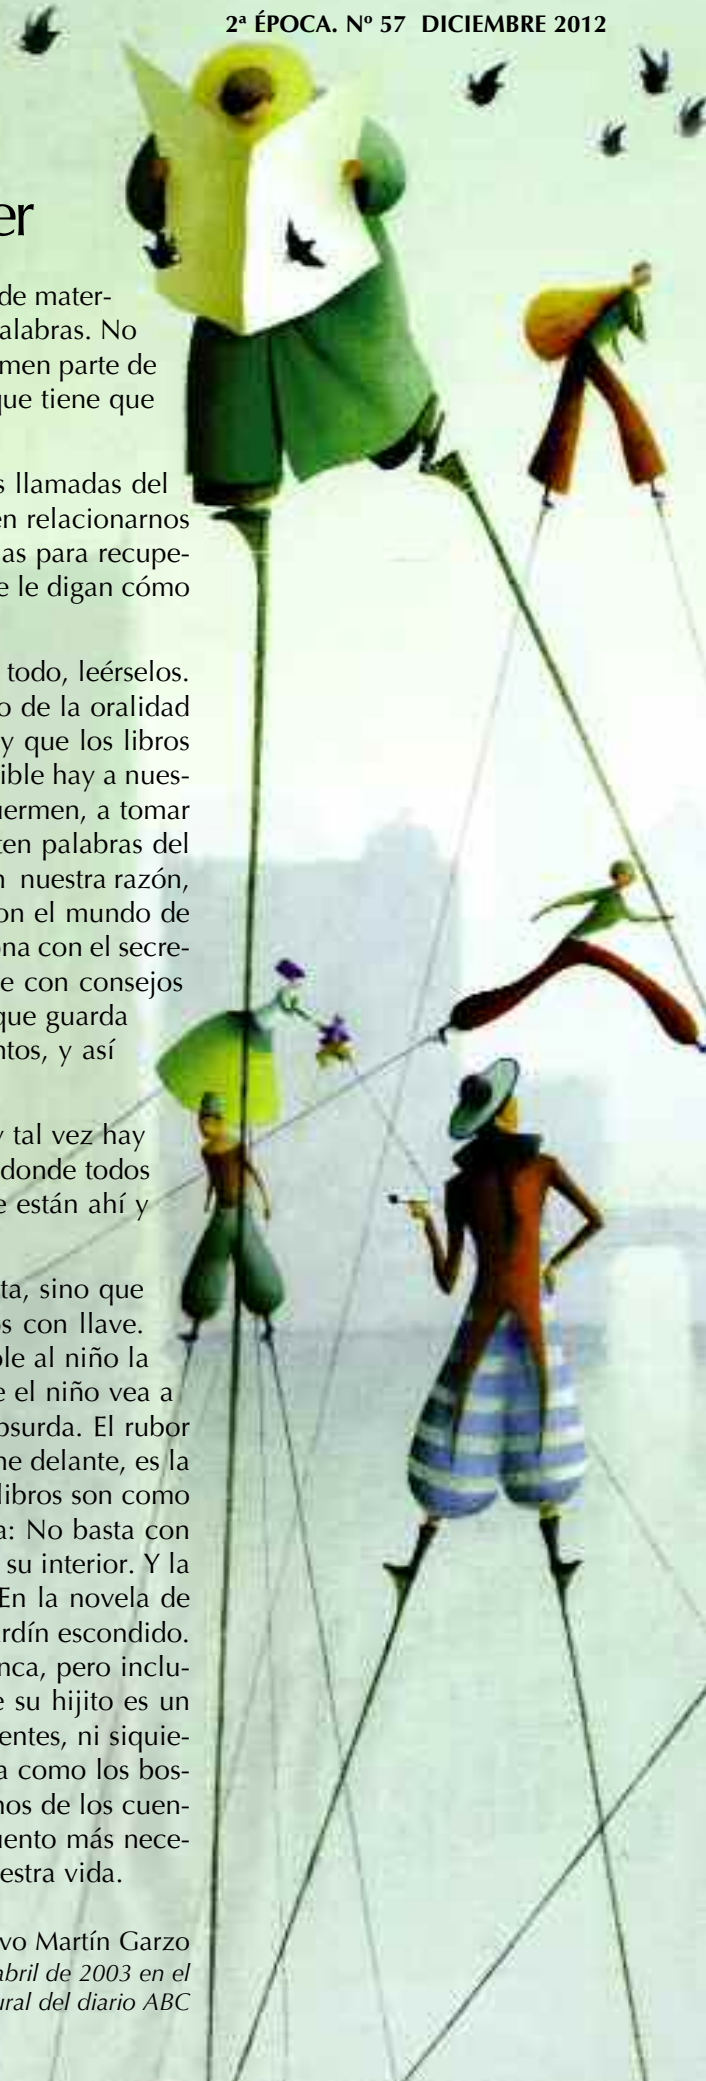 2ª ÉPOCA. Nº 57 DICIEMBRE 2012
er
de mater-
alabras. No
men parte de
que tiene que
s llamadas del
en relacionarnos
as para recupe-
e le digan cómo
todo, leérselos.
o de la oralidad
y que los libros
ible hay a nues-
uermen, a tomar
ten palabras del
n nuestra razón,
on el mundo de
ona con el secre-
e con consejos
que guarda
ntos, y así
y tal vez hay
donde todos
e están ahí y
ta, sino que
os con llave.
ole al niño la
e el niño vea a
bsurda. El rubor
ne delante, es la
libros son como
a: No basta con
su interior. Y la
En la novela de
rdín escondido.
nca, pero inclu-
e su hijito es un
entes, ni siquie-
a como los bos-
nos de los cuen-
uento más nece-
estra vida.
vo Martín Garzo
abril de 2003 en el
ural del diario ABC